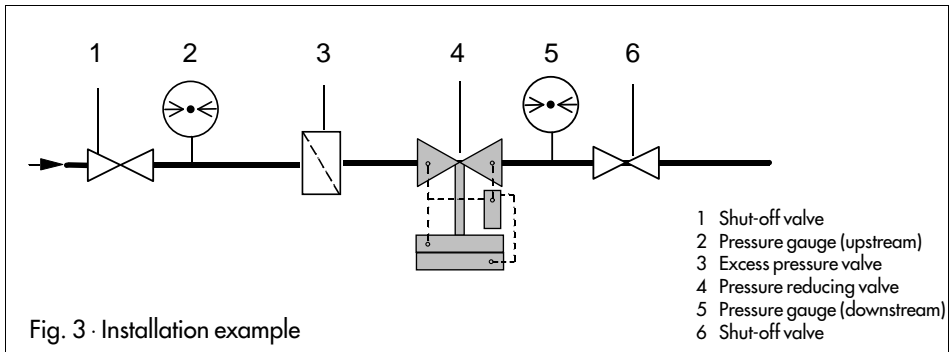 1 2 3 4 5 6
1 Shut-off valve
2 Pressure gauge (upstream)
3 Excess pressure valve
4 Pressure reducing valve
5 Pressure gauge (downstream)
6 Shut-off valve
Fig. 3 · Installation example